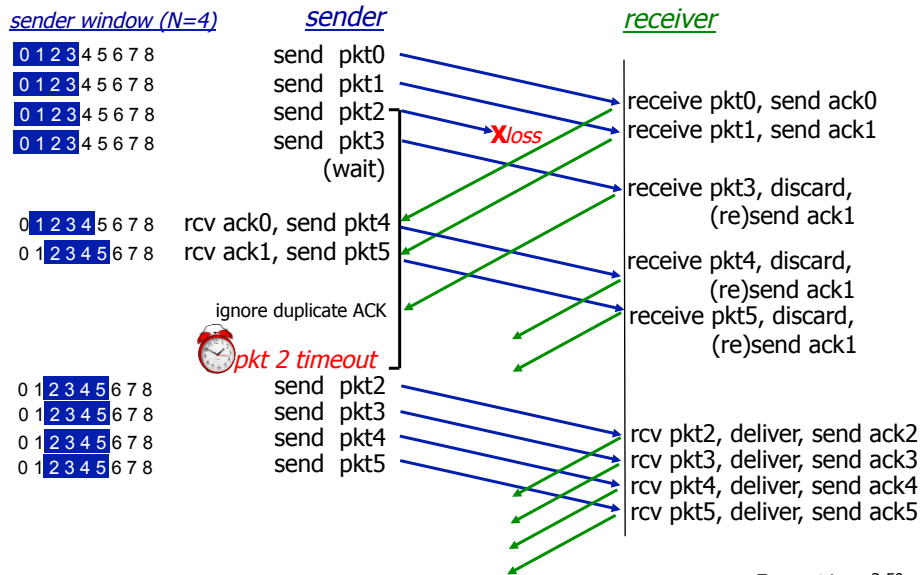 sender window (N=4)
sender
receiver
0 1 2 3 4 5 6 7 8
send pkt0
0 1 2 3 4 5 6 7 8
send pkt1
0 1 2 3 4 5 6 7 8
send pkt2
0 1 2 3 4 5 6 7 8
send pkt3
(wait)
Xloss
receive pkt0, send ack0
receive pkt1, send ack1
receive pkt3, discard,
(re)send ack1
0 1 2 3 4 5 6 7 8
rcv ack0, send pkt4
0 1 2 3 4 5 6 7 8
rcv ack1, send pkt5
receive pkt4, discard,
(re)send ack1
receive pkt5, discard,
(re)send ack1
ignore duplicate ACK
pkt 2 timeout
0 1 2 3 4 5 6 7 8
send pkt2
0 1 2 3 4 5 6 7 8
send pkt3
0 1 2 3 4 5 6 7 8
send pkt4
0 1 2 3 4 5 6 7 8
send pkt5
rcv pkt2, deliver, send ack2
rcv pkt3, deliver, send ack3
rcv pkt4, deliver, send ack4
rcv pkt5, deliver, send ack5